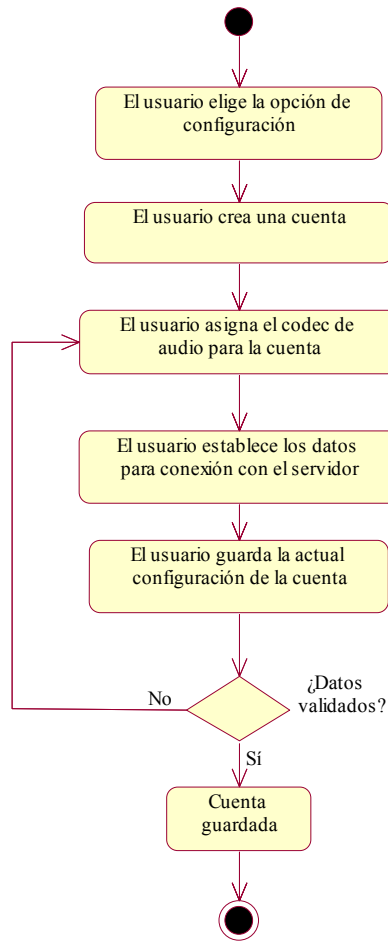 El usuario elige la opción de
configuración
El usuario crea una cuenta
El usuario asigna el codec de
audio para la cuenta
El usuario establece los datos
para conexión con el servidor
El usuario guarda la actual
configuración de la cuenta
¿Datos
validados?
No
Sí
Cuenta
guardada